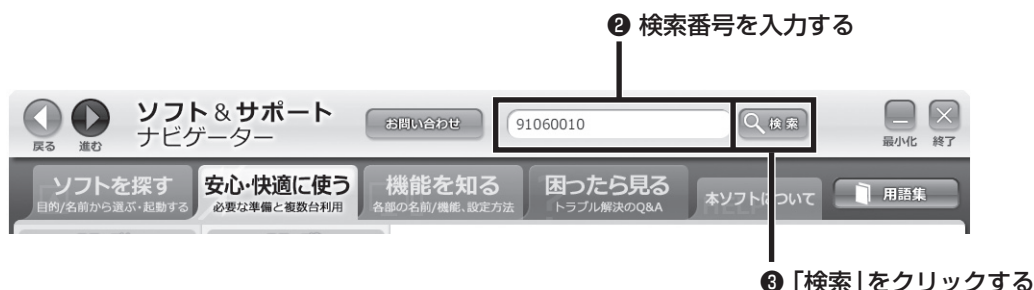 ❷ 検索番号を入力する
ソフト&サポート
ナビゲーター
お問い合わせ
91060010
検索
戻る
進む
最小化
終了
ソフトを探す
目的/名前から選ぶ・起動する
安心・快適に使う
必要な準備と複数台利用
機能を知る
各部の名前/機能、設定方法
困ったら見る
トラブル解決のQ&A
本ソフトについて
用語集
❸「検索」をクリックする